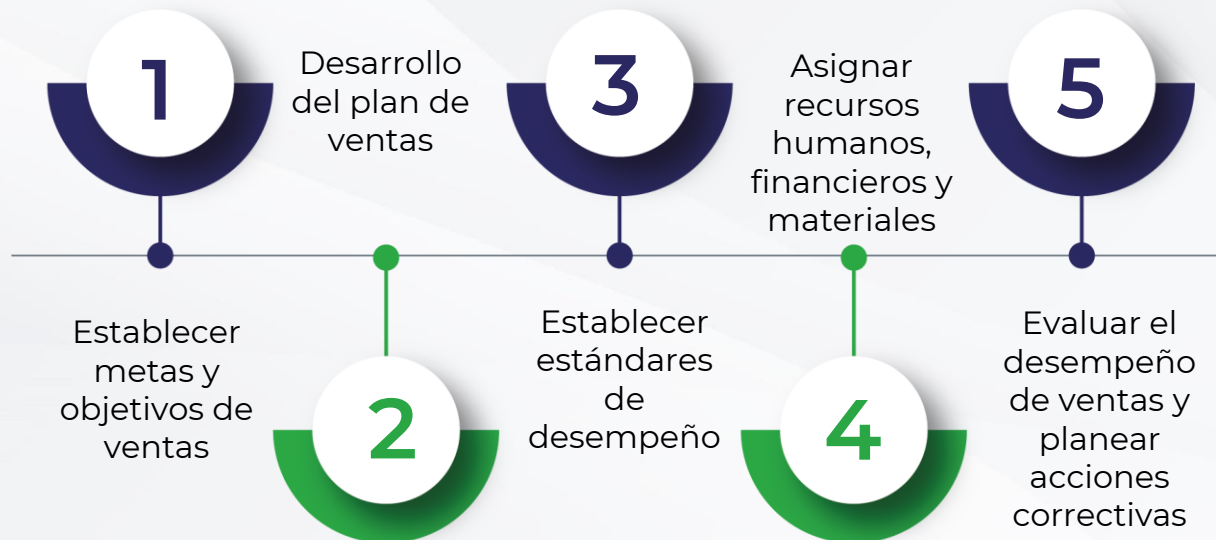 1
Establecer
metas y
objetivos de
ventas
Desarrollo
del plan de
ventas
2
3
Establecer
estándares
de
desempeño
Asignar
recursos
humanos,
financieros y
materiales
4
5
Evaluar el
desempeño
de ventas y
planear
acciones
correctivas